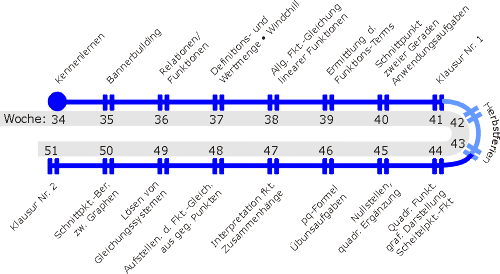 Kennenlernen
Bannerbuilding
Relationen/
Funktionen
Definitions- und
Wertmenge • Windchill
Allg. Fkt.-Gleichung
linearer Funktionen
Ermittlung d.
Funktions-Terms
Schnittpunkt
zweier Geraden
Anwendungsaufgaben
Klausur Nr. 1
Woche: 34 35 36 37 38 39 40 41 42
Herbstferien
51 50 49 48 47 46 45 44 43
Klausur Nr. 2
Schnittpkt.-Ber.
zw. Graphen
Lösen von
Gleichungssystemen
Aufstellen. d. Fkt.-Gleich.
aus geg- Punkten
Interpretation fkt.
Zusammenhänge
pq-Formel
Übunsaufgaben
Nullstellen,
quadr. Ergänzung
Quadr. Funkt
graf. Darstellung
Scheitelpkt.-Fkt